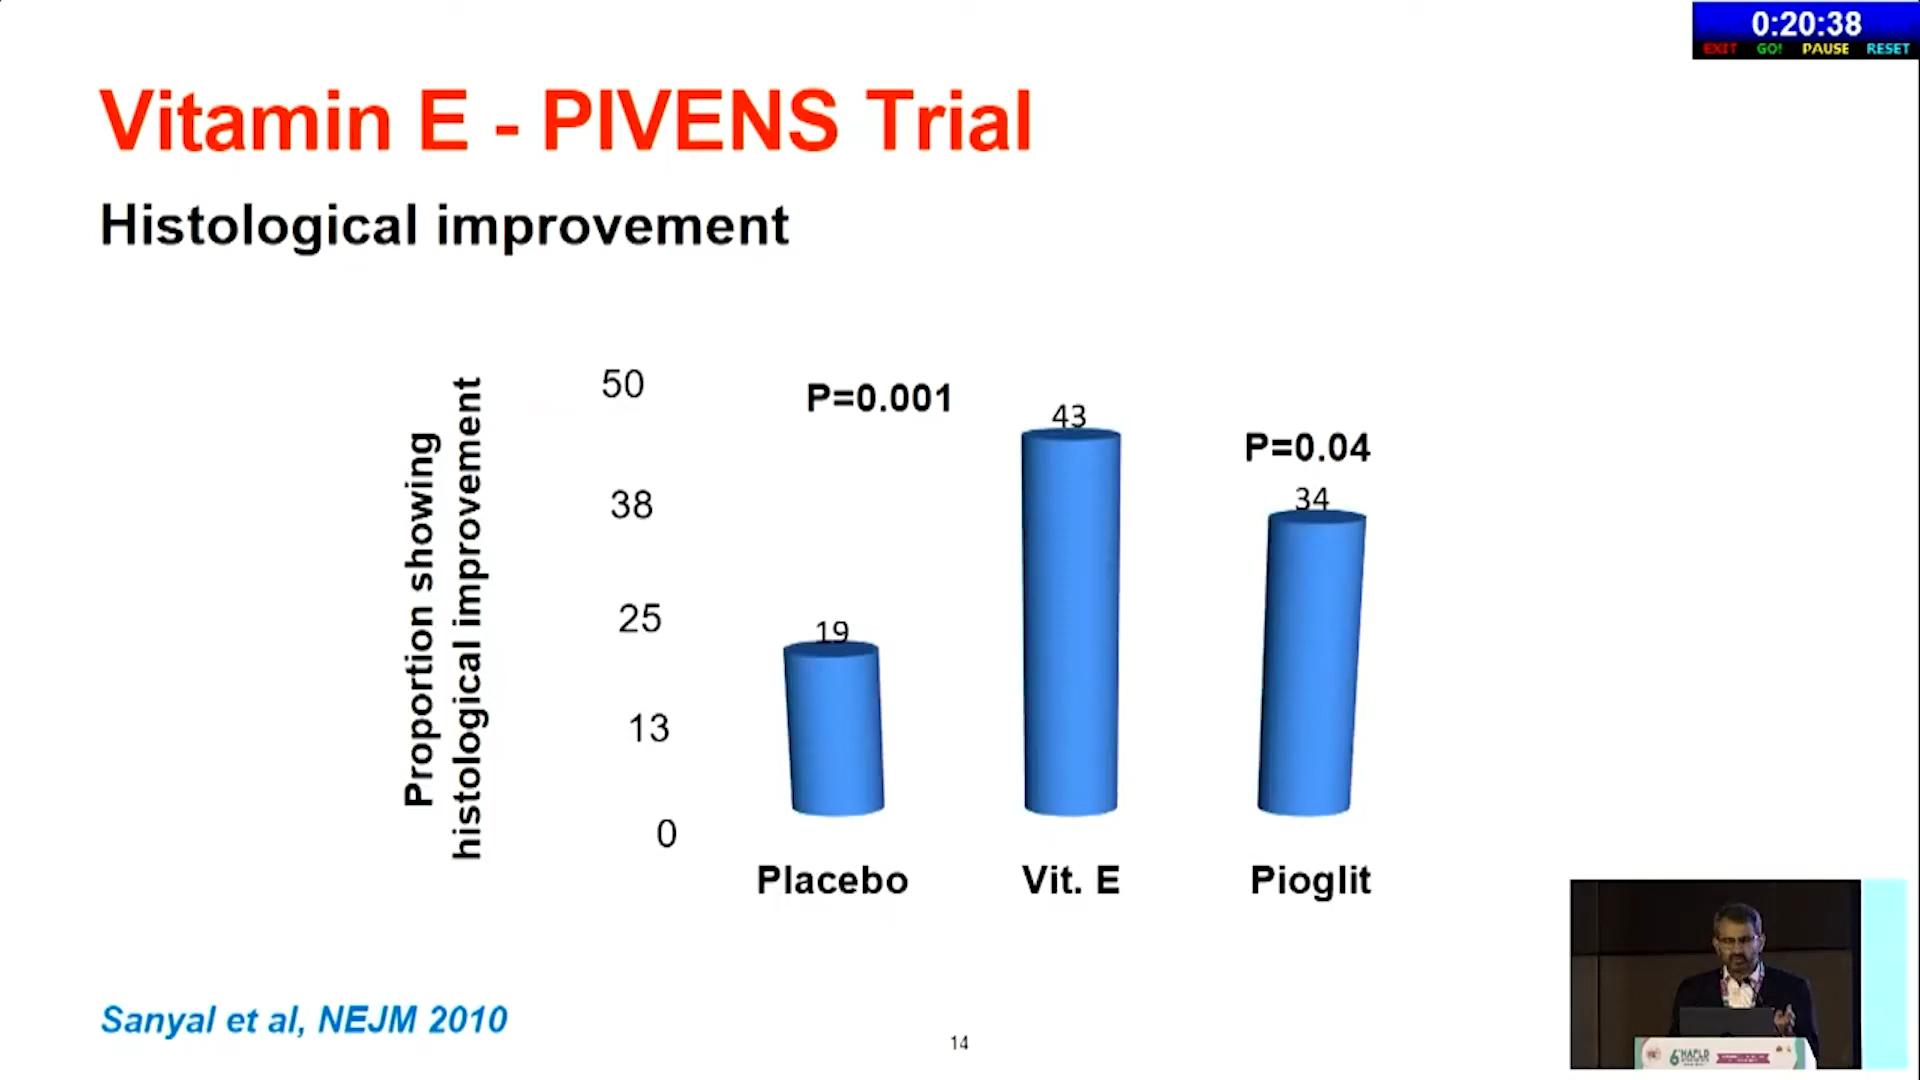 0:20:38
EXIT GO! PAUSE RESET
Vitamin E - PIVENS Trial
Histological improvement
Proportion showing
histological improvement
50
38
25
13
0
P=0.001
P=0.04
19
43
34
Placebo
Vit. E
Pioglit
Sanyal et al, NEJM 2010
14